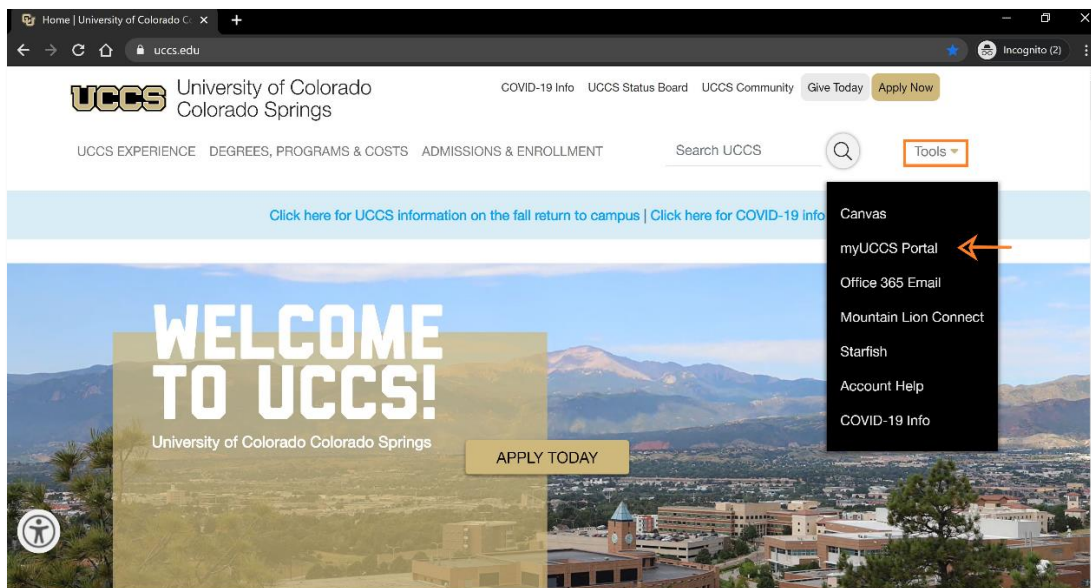 Home | University of Colorado Co
uccs.edu
Incognito (2)
UCCS
University of Colorado
Colorado Springs
COVID-19 Info UCCS Status Board UCCS Community Give Today Apply Now
UCCS EXPERIENCE DEGREES, PROGRAMS & COSTS ADMISSIONS & ENROLLMENT Search UCCS Tools
Click here for UCCS information on the fall return to campus | Click here for COVID-19 info
Canvas
myUCCS Portal
Office 365 Email
Mountain Lion Connect
Starfish
Account Help
COVID-19 Info
WELCOME
TO UCCS!
University of Colorado Colorado Springs
APPLY TODAY